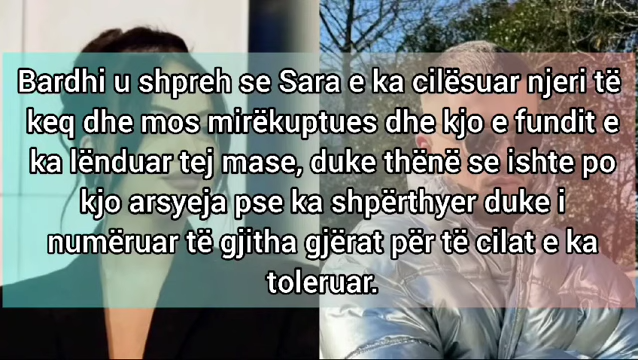 Bardhi u shpreh se Sara e ka cilësuar njeri të
keq dhe mos mirëkuptues dhe kjo e fundit e
ka lënduar tej mase, duke thënë se ishte po
kjo arsyeja pse ka shpërthyer duke i
numëruar të gjitha gjërat për të cilat e ka
toleruar.